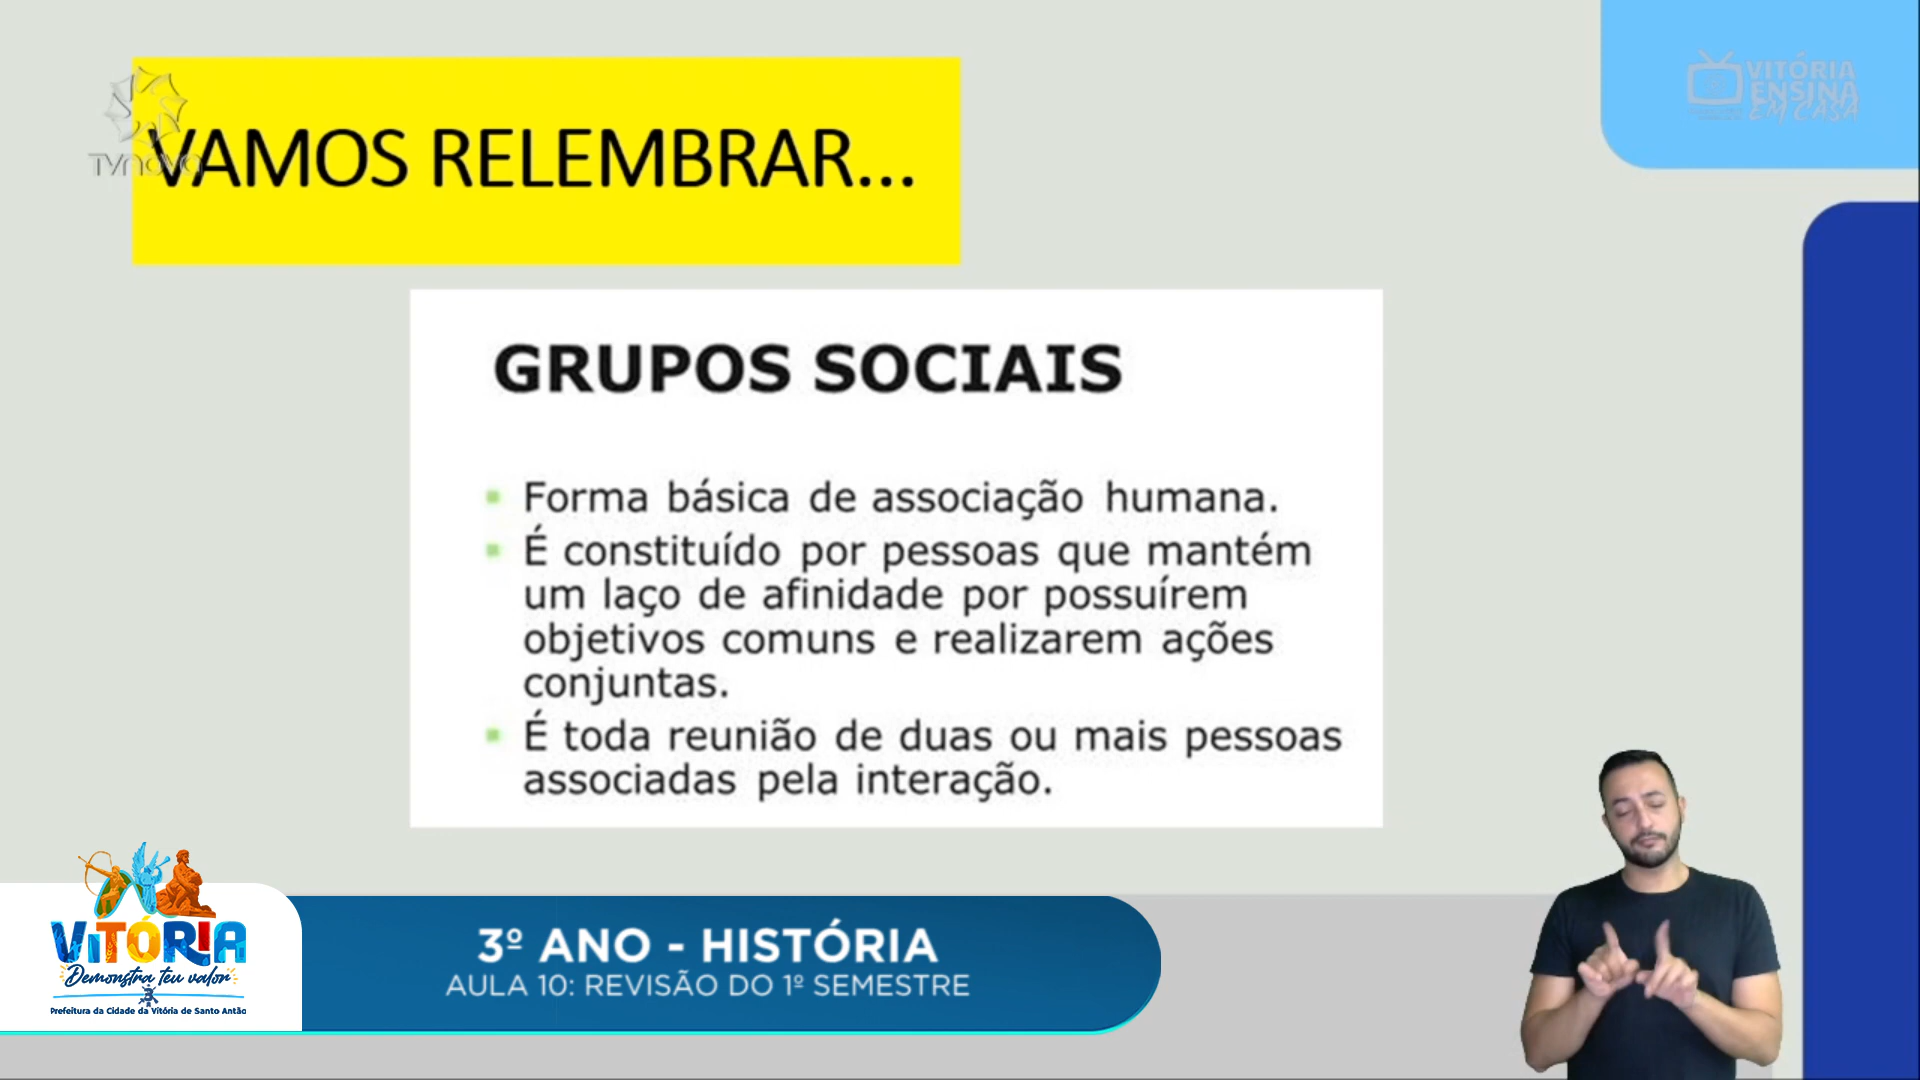 TVnova
VAMOS RELEMBRAR...
VITÓRIA
ENSINA
EM CASA
GRUPOS SOCIAIS
Forma básica de associação humana.
É constituído por pessoas que mantém
um laço de afinidade por possuírem
objetivos comuns e realizarem ações
conjuntas.
É toda reunião de duas ou mais pessoas
associadas pela interação.
VITÓRIA
Demonstra teu valor
Prefeitura da Cidade da Vitória de Santo Antão
3º ANO - HISTÓRIA
AULA 10: REVISÃO DO 1º SEMESTRE